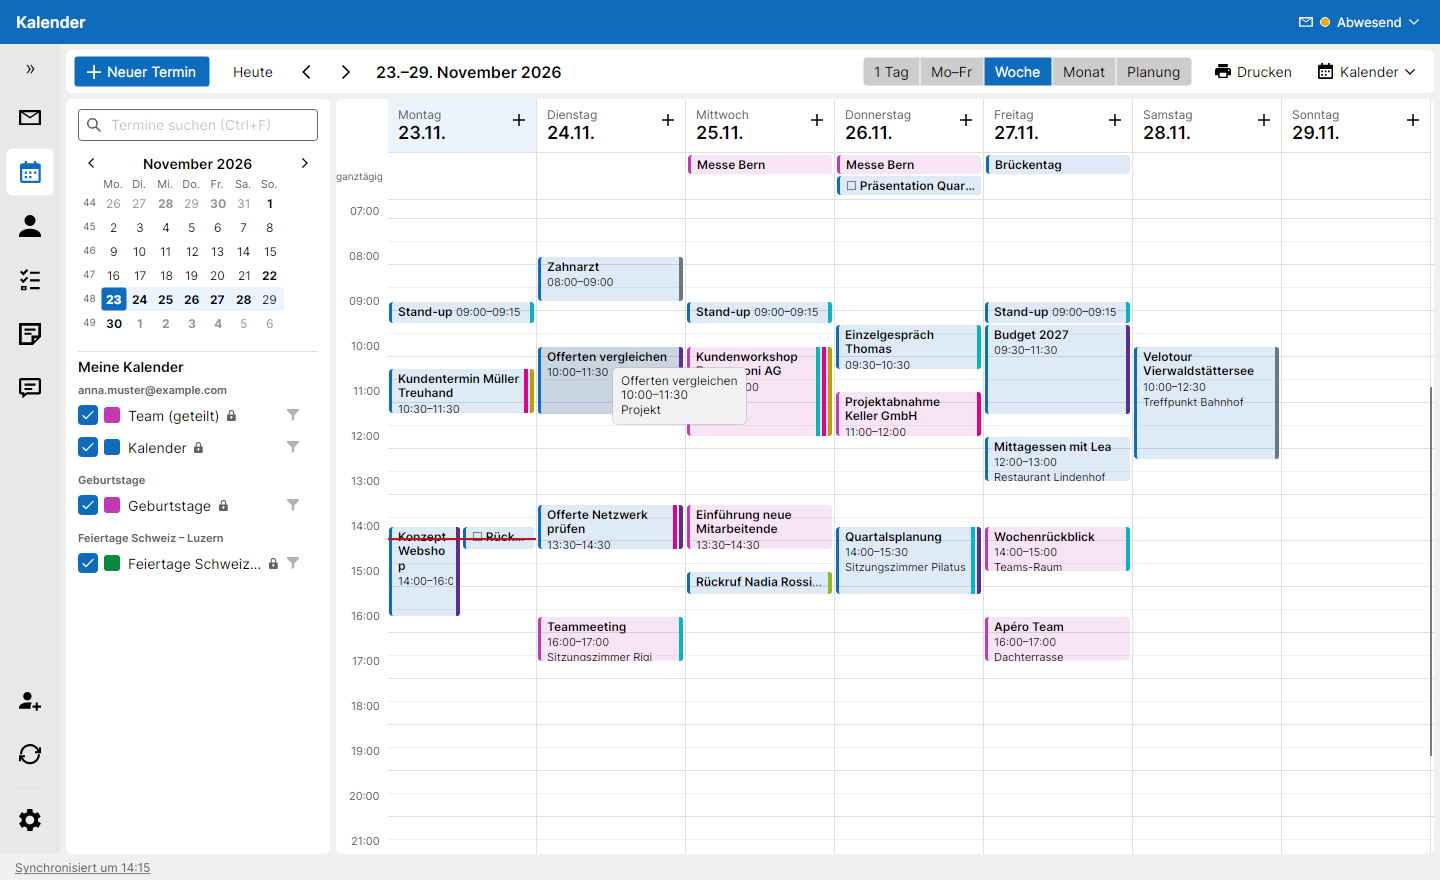 Kalender
Abwesend
Neuer Termin
Heute
23.–29. November 2026
1 Tag
Mo–Fr
Woche
Monat
Planung
Drucken
Kalender
Termine suchen (Ctrl+F)
November 2026
Mo. Di. Mi. Do. Fr. Sa. So.
44 26 27 28 29 30 31 1
45 2 3 4 5 6 7 8
46 9 10 11 12 13 14 15
47 16 17 18 19 20 21 22
48 23 24 25 26 27 28 29
49 30 1 2 3 4 5 6
Meine Kalender
anna.muster@example.com
Team (geteilt)
Kalender
Geburtstage
Geburtstage
Feiertage Schweiz – Luzern
Feiertage Schweiz...
Montag
23.11.
Dienstag
24.11.
Mittwoch
25.11.
Donnerstag
26.11.
Freitag
27.11.
Samstag
28.11.
Sonntag
29.11.
ganztägig
Messe Bern
Messe Bern
Präsentation Quar...
Brückentag
07:00
08:00
09:00
10:00
11:00
12:00
13:00
14:00
15:00
16:00
17:00
18:00
19:00
20:00
21:00
Stand-up 09:00–09:15
Kundentermin Müller
Treuhand
10:30–11:30
Konzept
Websho
p
14:00–16:0
Rück...
Zahnarzt
08:00–09:00
Offerten vergleichen
10:00–11:30
Offerten vergleichen
10:00–11:30
Projekt
Offerte Netzwerk
prüfen
13:30–14:30
Teammeeting
16:00–17:00
Sitzungszimmer Rigi
Stand-up 09:00–09:15
Kundenworkshop
oni AG
Einführung neue
Mitarbeitende
13:30–14:30
Rückruf Nadia Rossi...
Einzelgespräch
Thomas
09:30–10:30
Projektabnahme
Keller GmbH
11:00–12:00
Quartalsplanung
14:00–15:30
Sitzungszimmer Pilatus
Stand-up 09:00–09:15
Budget 2027
09:30–11:30
Mittagessen mit Lea
12:00–13:00
Restaurant Lindenhof
Wochenrückblick
14:00–15:00
Teams-Raum
Apéro Team
16:00–17:00
Dachterrasse
Velotour
Vierwaldstättersee
10:00–12:30
Treffpunkt Bahnhof
Synchronisiert um 14:15